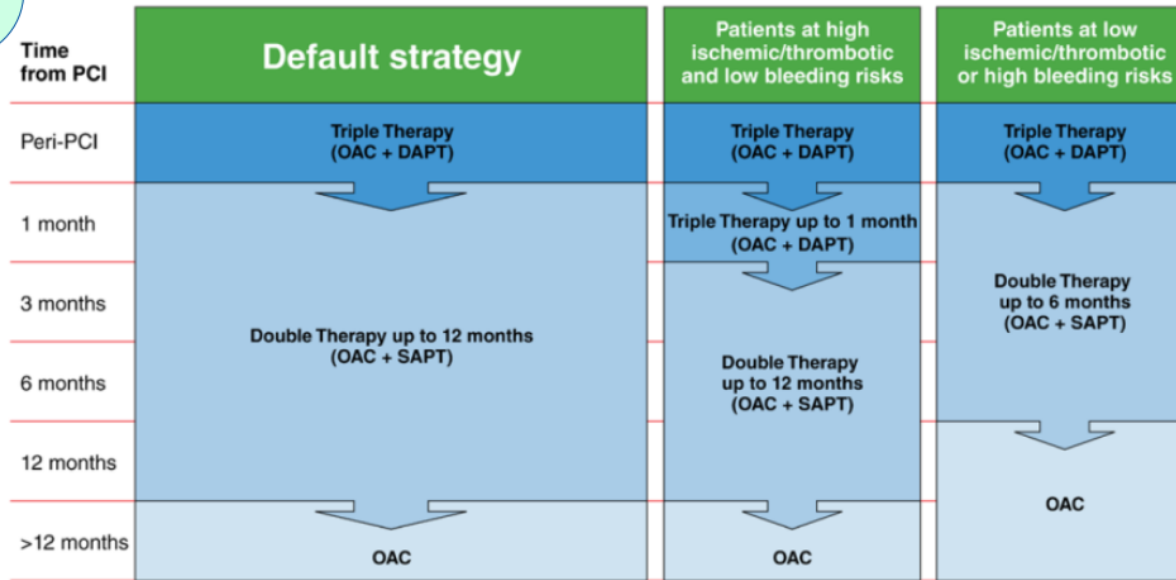 Time
from PCI
Default strategy
Patients at high
ischemic/thrombotic
and low bleeding risks
Patients at low
ischemic/thrombotic
or high bleeding risks
Peri-PCI
Triple Therapy
(OAC + DAPT)
Triple Therapy
(OAC + DAPT)
Triple Therapy
(OAC + DAPT)
1 month
Triple Therapy up to 1 month
(OAC + DAPT)
3 months
Double Therapy up to 12 months
(OAC + SAPT)
Double Therapy
up to 6 months
(OAC + SAPT)
6 months
Double Therapy
up to 12 months
(OAC + SAPT)
12 months
OAC
>12 months
OAC
OAC